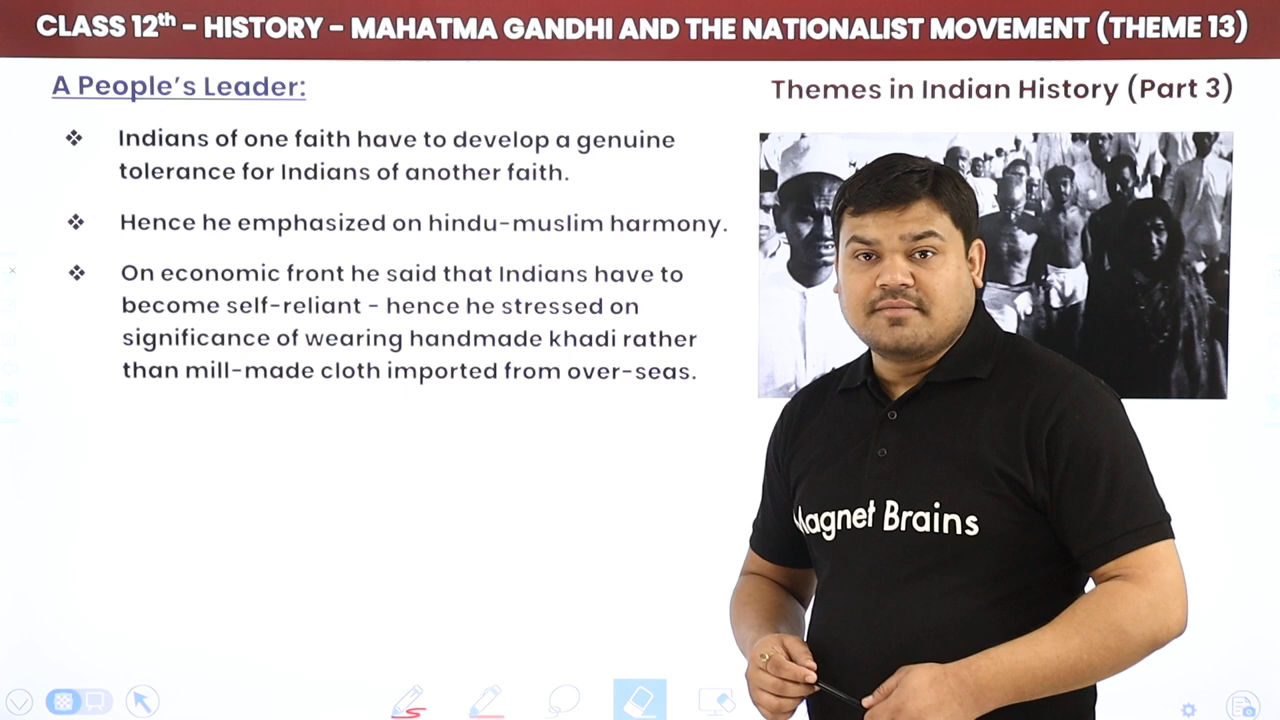 CLASS 12th - HISTORY - MAHATMA GANDHI AND THE NATIONALIST MOVEMENT (THEME 13)
A People's Leader:
Themes in Indian History (Part 3)
❖ Indians of one faith have to develop a genuine
tolerance for Indians of another faith.
❖ Hence he emphasized on hindu-muslim harmony.
❖ On economic front he said that Indians have to
become self-reliant - hence he stressed on
significance of wearing handmade khadi rather
than mill-made cloth imported from over-seas.
Magnet Brains